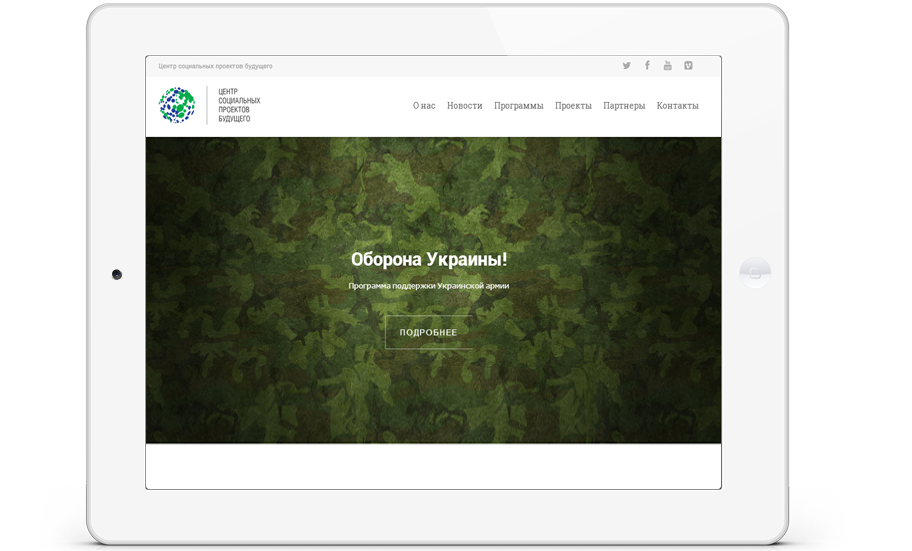 Центр социальных проектов будущего
ЦЕНТР
СОЦИАЛЬНЫХ
ПРОЕКТОВ
БУДУЩЕГО
О нас Новости Программы Проекты Партнеры Контакты
Оборона Украины!
Программа поддержки Украинской армии
ПОДРОБНЕЕ